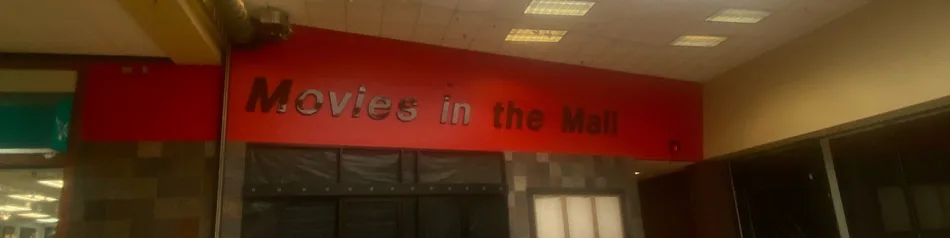 Movies in the Mall